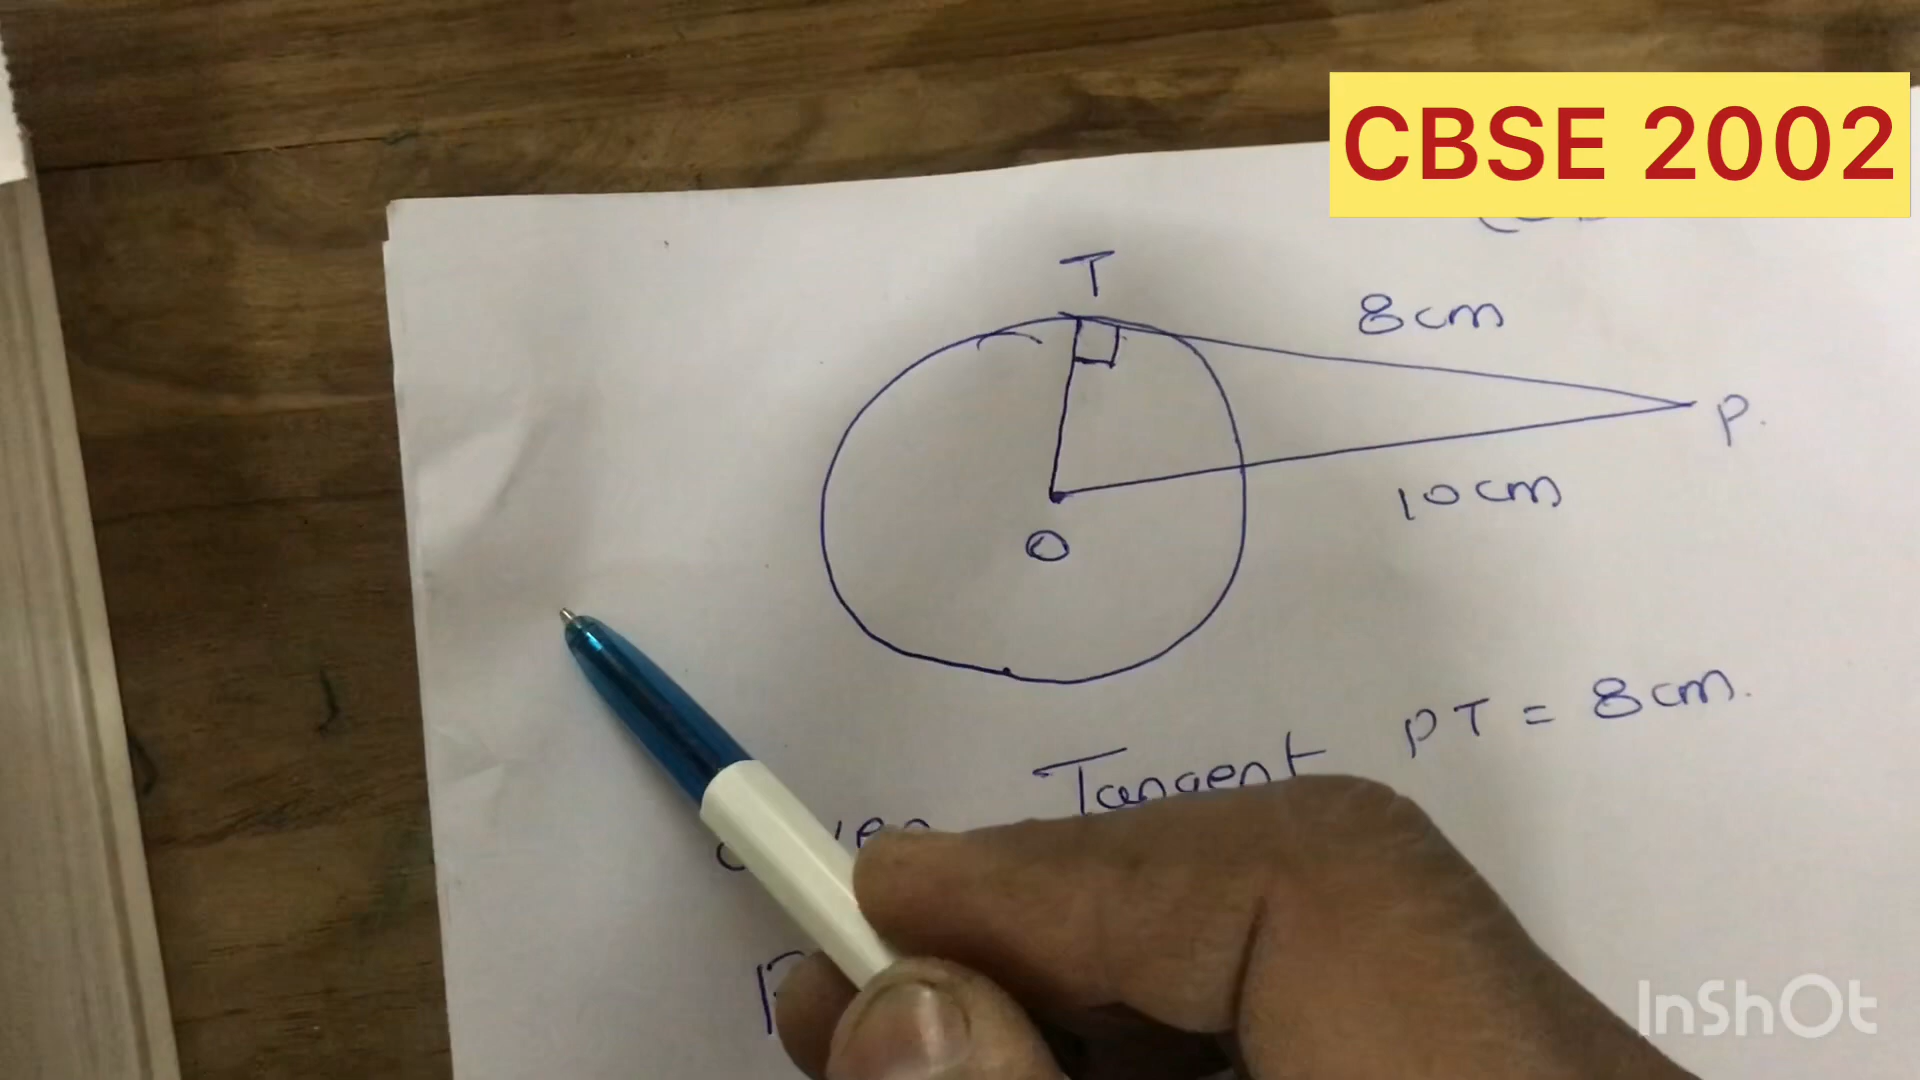 CBSE 2002
T
8cm
P.
10cm
O
Tangent PT = 8cm.
InShOt